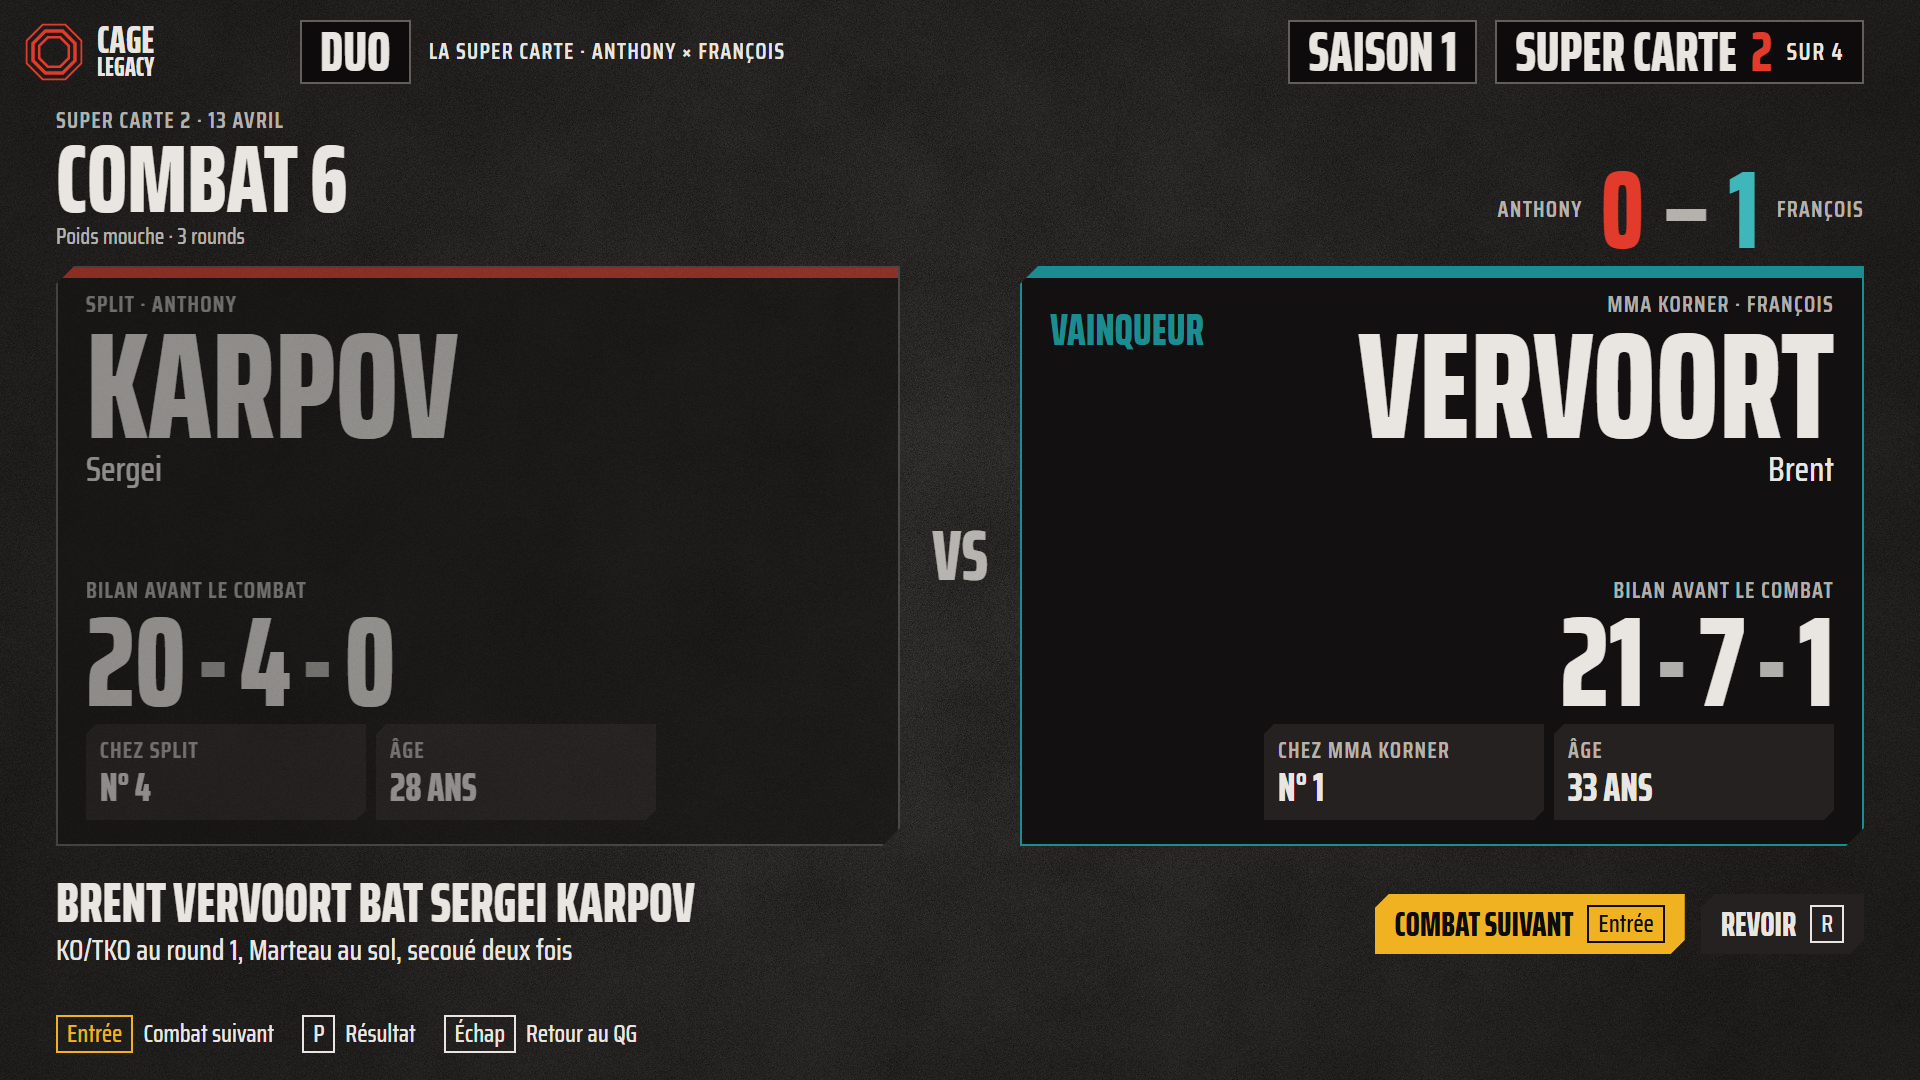 CAGE
LEGACY
DUO
LA SUPER CARTE · ANTHONY × FRANÇOIS
SAISON 1
SUPER CARTE 2 SUR 4
SUPER CARTE 2 · 13 AVRIL
COMBAT 6
Poids mouche · 3 rounds
ANTHONY 0 – 1 FRANÇOIS
SPLIT · ANTHONY
KARPOV
Sergei
BILAN AVANT LE COMBAT
20 - 4 - 0
CHEZ SPLIT
N° 4
ÂGE
28 ANS
VS
VAINQUEUR
MMA KORNER · FRANÇOIS
VERVOORT
Brent
BILAN AVANT LE COMBAT
21 - 7 - 1
CHEZ MMA KORNER
N° 1
ÂGE
33 ANS
BRENT VERVOORT BAT SERGEI KARPOV
KO/TKO au round 1, Marteau au sol, secoué deux fois
COMBAT SUIVANT Entrée
REVOIR R
Entrée Combat suivant P Résultat Échap Retour au QG